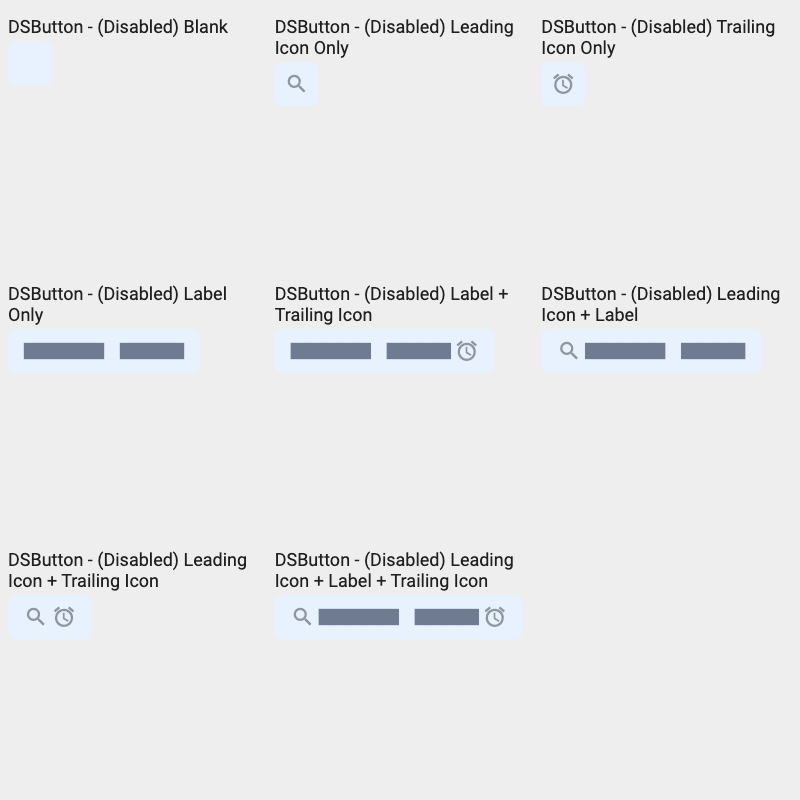 DSButton - (Disabled) Blank
DSButton - (Disabled) Leading
Icon Only
DSButton - (Disabled) Trailing
Icon Only
DSButton - (Disabled) Label
Only
DSButton - (Disabled) Label +
Trailing Icon
DSButton - (Disabled) Leading
Icon + Label
DSButton - (Disabled) Leading
Icon + Trailing Icon
DSButton - (Disabled) Leading
Icon + Label + Trailing Icon